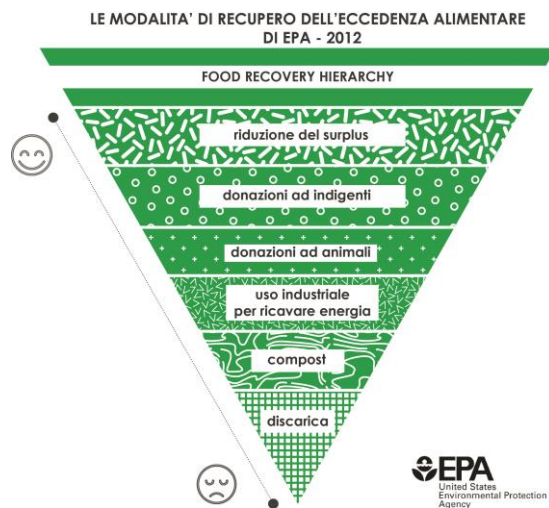 LE MODALITA' DI RECUPERO DELL'ECCEDENZA ALIMENTARE
DI EPA - 2012
FOOD RECOVERY HIERARCHY
riduzione del surplus
donazioni ad indigenti
donazioni ad animali
uso industriale
per ricavare energia
compost
discarica
EPA
United States
Environmental Protection
Agency